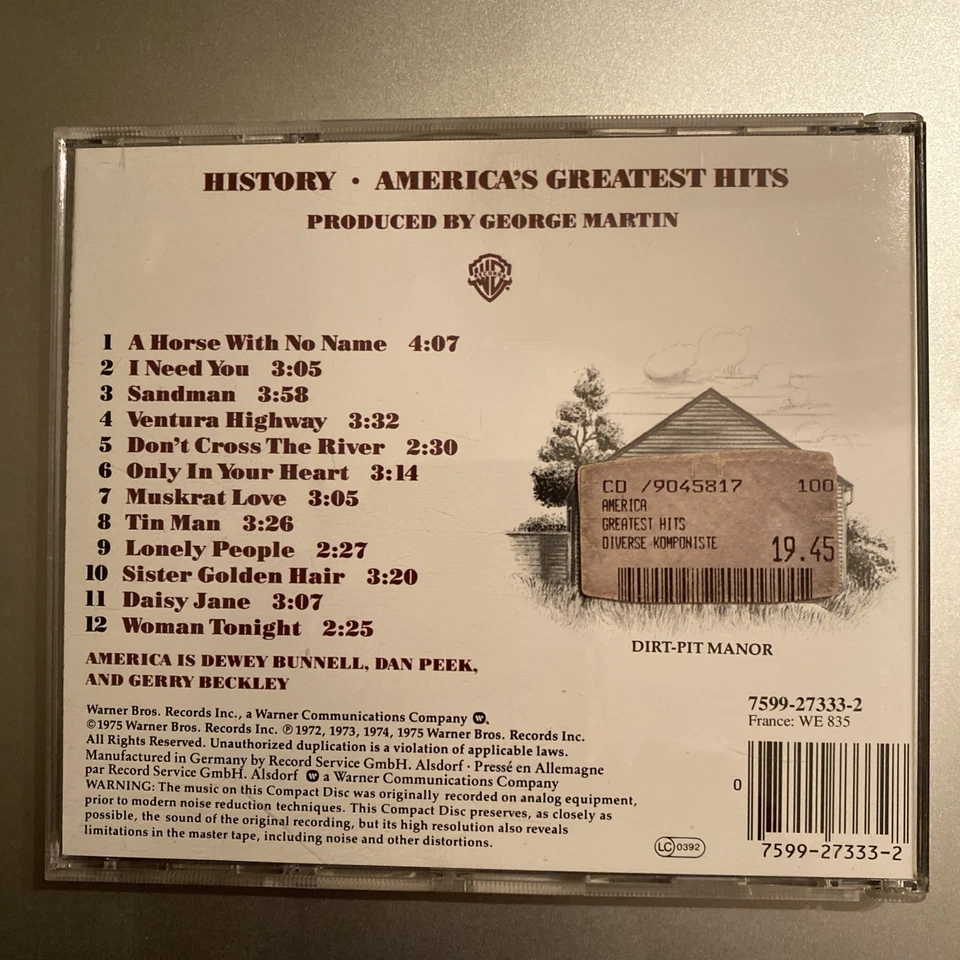 HISTORY · AMERICA'S GREATEST HITS
PRODUCED BY GEORGE MARTIN
WB
RECORDS
1 A Horse With No Name 4:07
2 I Need You 3:05
3 Sandman 3:58
4 Ventura Highway 3:32
5 Don't Cross The River 2:30
6 Only In Your Heart 3:14
7 Muskrat Love 3:05
8 Tin Man 3:26
9 Lonely People 2:27
10 Sister Golden Hair 3:20
11 Daisy Jane 3:07
12 Woman Tonight 2:25
AMERICA IS DEWEY BUNNELL, DAN PEEK,
AND GERRY BECKLEY
CD /9045817 100
AMERICA
GREATEST HITS
DIVERSE KOMPONISTE
19.45
DIRT-PIT MANOR
7599-27333-2
France: WE 835
Warner Bros. Records Inc., a Warner Communications Company W.
©1975 Warner Bros. Records Inc. ℗1972, 1973, 1974, 1975 Warner Bros. Records Inc.
All Rights Reserved. Unauthorized duplication is a violation of applicable laws.
Manufactured in Germany by Record Service GmbH. Alsdorf · Pressé en Allemagne
par Record Service GmbH. Alsdorf W a Warner Communications Company
WARNING: The music on this Compact Disc was originally recorded on analog equipment,
prior to modern noise reduction techniques. This Compact Disc preserves, as closely as
possible, the sound of the original recording, but its high resolution also reveals
limitations in the master tape, including noise and other distortions.
LC 0392
0
7599-27333-2